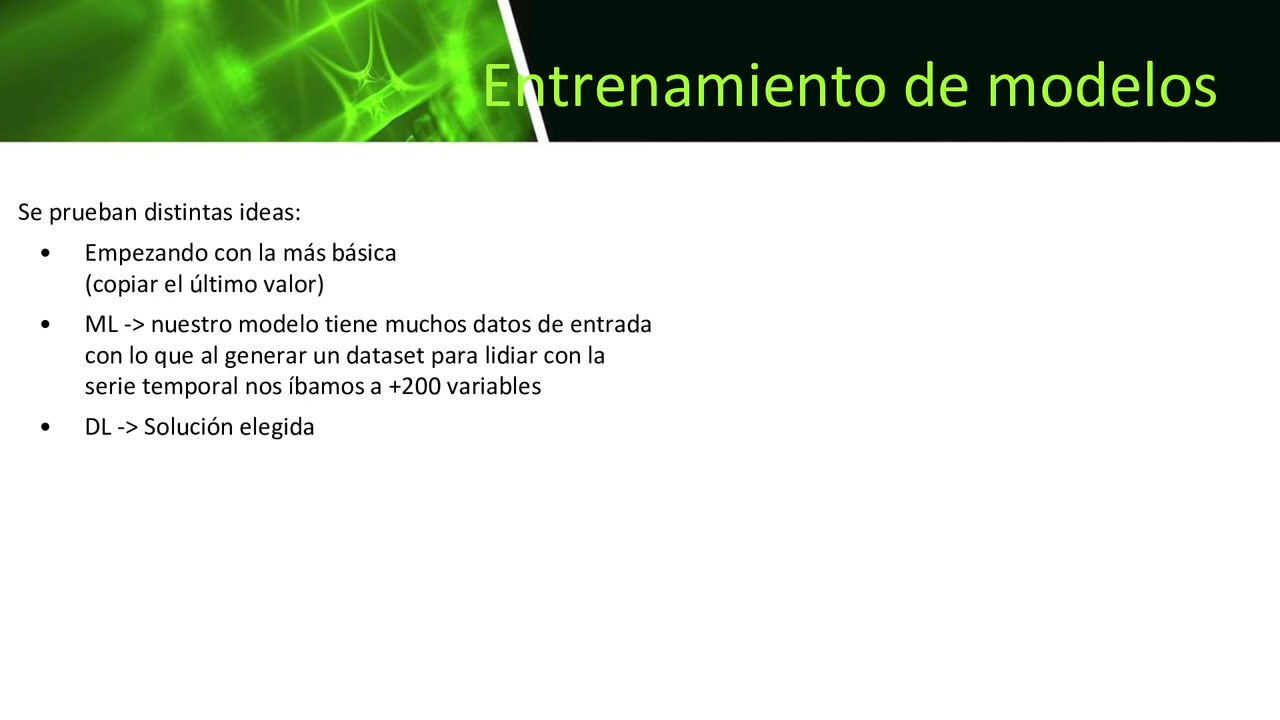 Entrenamiento de modelos
Se prueban distintas ideas:
• Empezando con la más básica
(copiar el último valor)
• ML -> nuestro modelo tiene muchos datos de entrada
con lo que al generar un dataset para lidiar con la
serie temporal nos íbamos a +200 variables
• DL -> Solución elegida